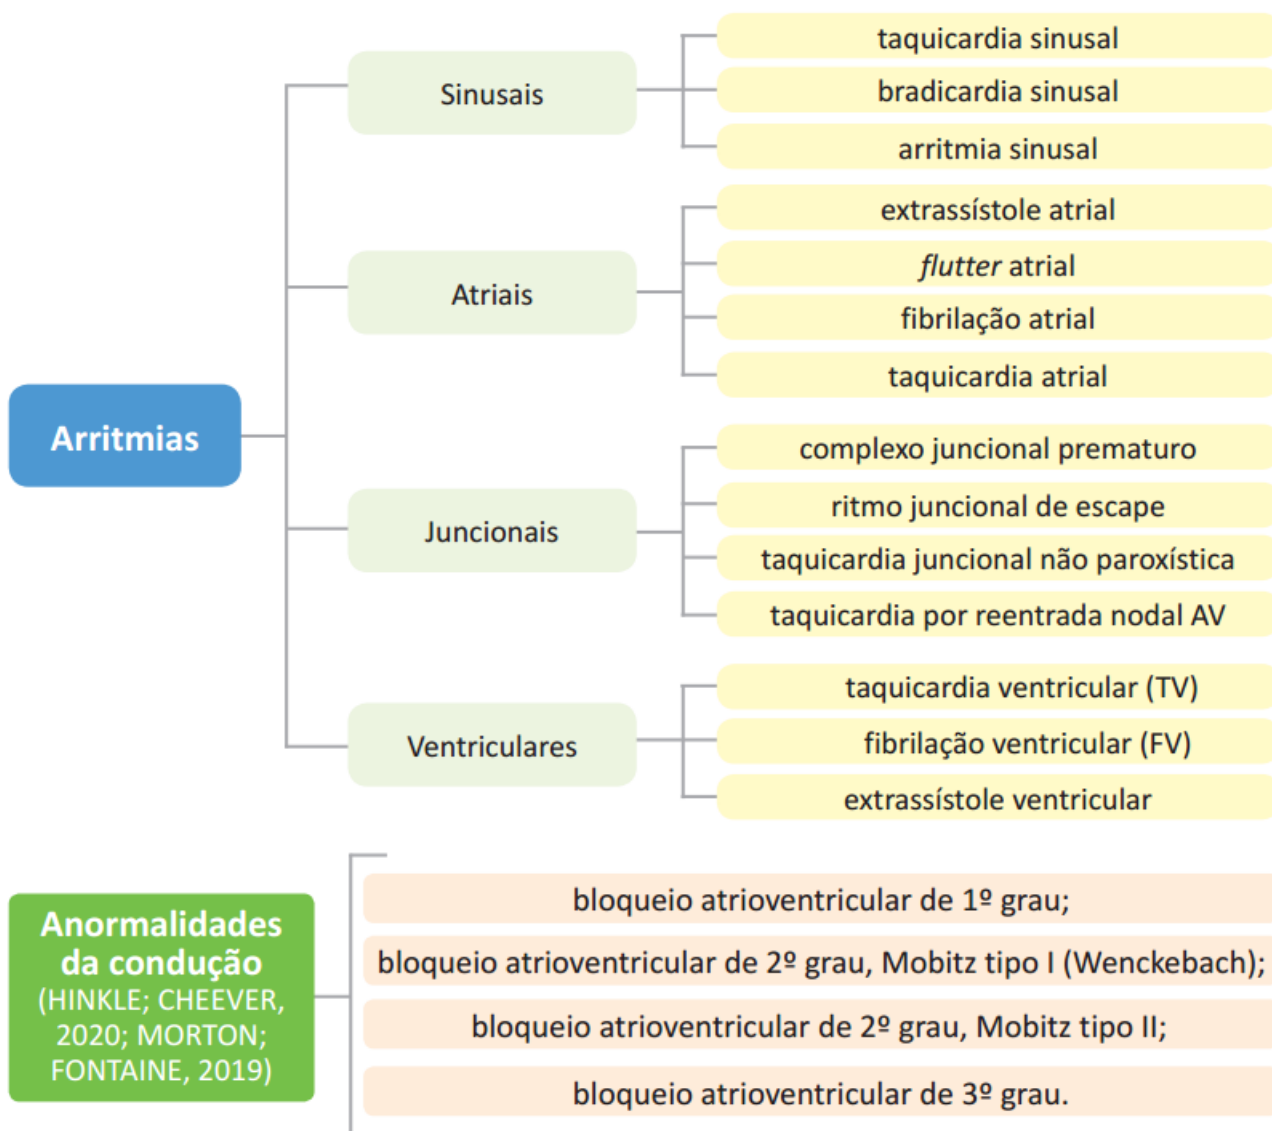 Arritmias
Sinusais
taquicardia sinusal
bradicardia sinusal
arritmia sinusal
Atriais
extrassístole atrial
flutter atrial
fibrilação atrial
taquicardia atrial
Juncionais
complexo juncional prematuro
ritmo juncional de escape
taquicardia juncional não paroxística
taquicardia por reentrada nodal AV
Ventriculares
taquicardia ventricular (TV)
fibrilação ventricular (FV)
extrassístole ventricular
Anormalidades
da condução
(HINKLE; CHEEVER,
2020; MORTON;
FONTAINE, 2019)
bloqueio atrioventricular de 1º grau;
bloqueio atrioventricular de 2º grau, Mobitz tipo I (Wenckebach);
bloqueio atrioventricular de 2º grau, Mobitz tipo II;
bloqueio atrioventricular de 3º grau.